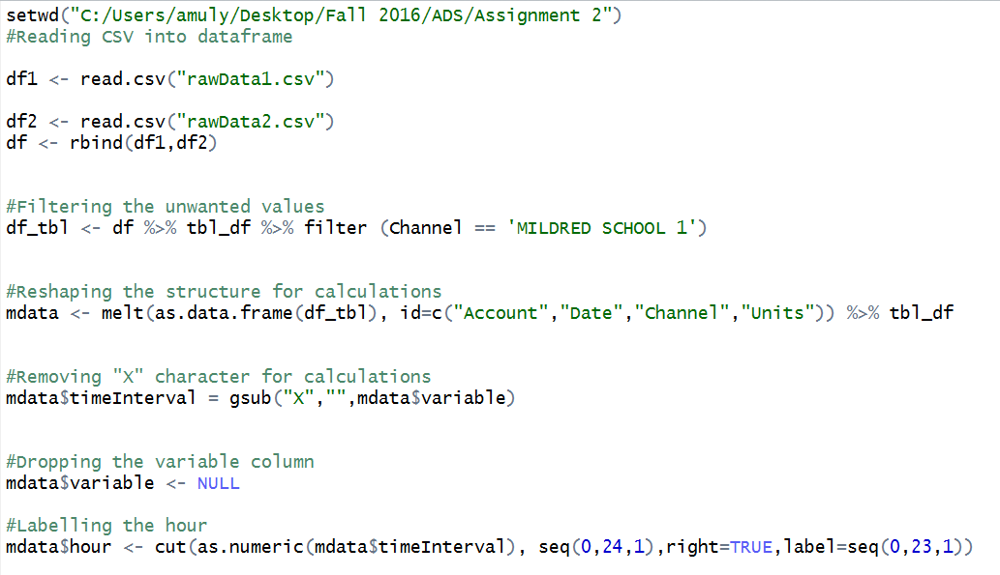 setwd("C:/Users/amuly/Desktop/Fall 2016/ADS/Assignment 2")
#Reading CSV into dataframe
df1 <- read.csv("rawData1.csv")
df2 <- read.csv("rawData2.csv")
df <- rbind(df1,df2)
#Filtering the unwanted values
df_tbl <- df %>% tbl_df %>% filter (Channel == 'MILDRED SCHOOL 1')
#Reshaping the structure for calculations
mdata <- melt(as.data.frame(df_tbl), id=c("Account","Date","Channel","Units")) %>% tbl_df
#Removing "X" character for calculations
mdata$timeInterval = gsub("X","",mdata$variable)
#Dropping the variable column
mdata$variable <- NULL
#Labelling the hour
mdata$hour <- cut(as.numeric(mdata$timeInterval), seq(0,24,1),right=TRUE,label=seq(0,23,1))